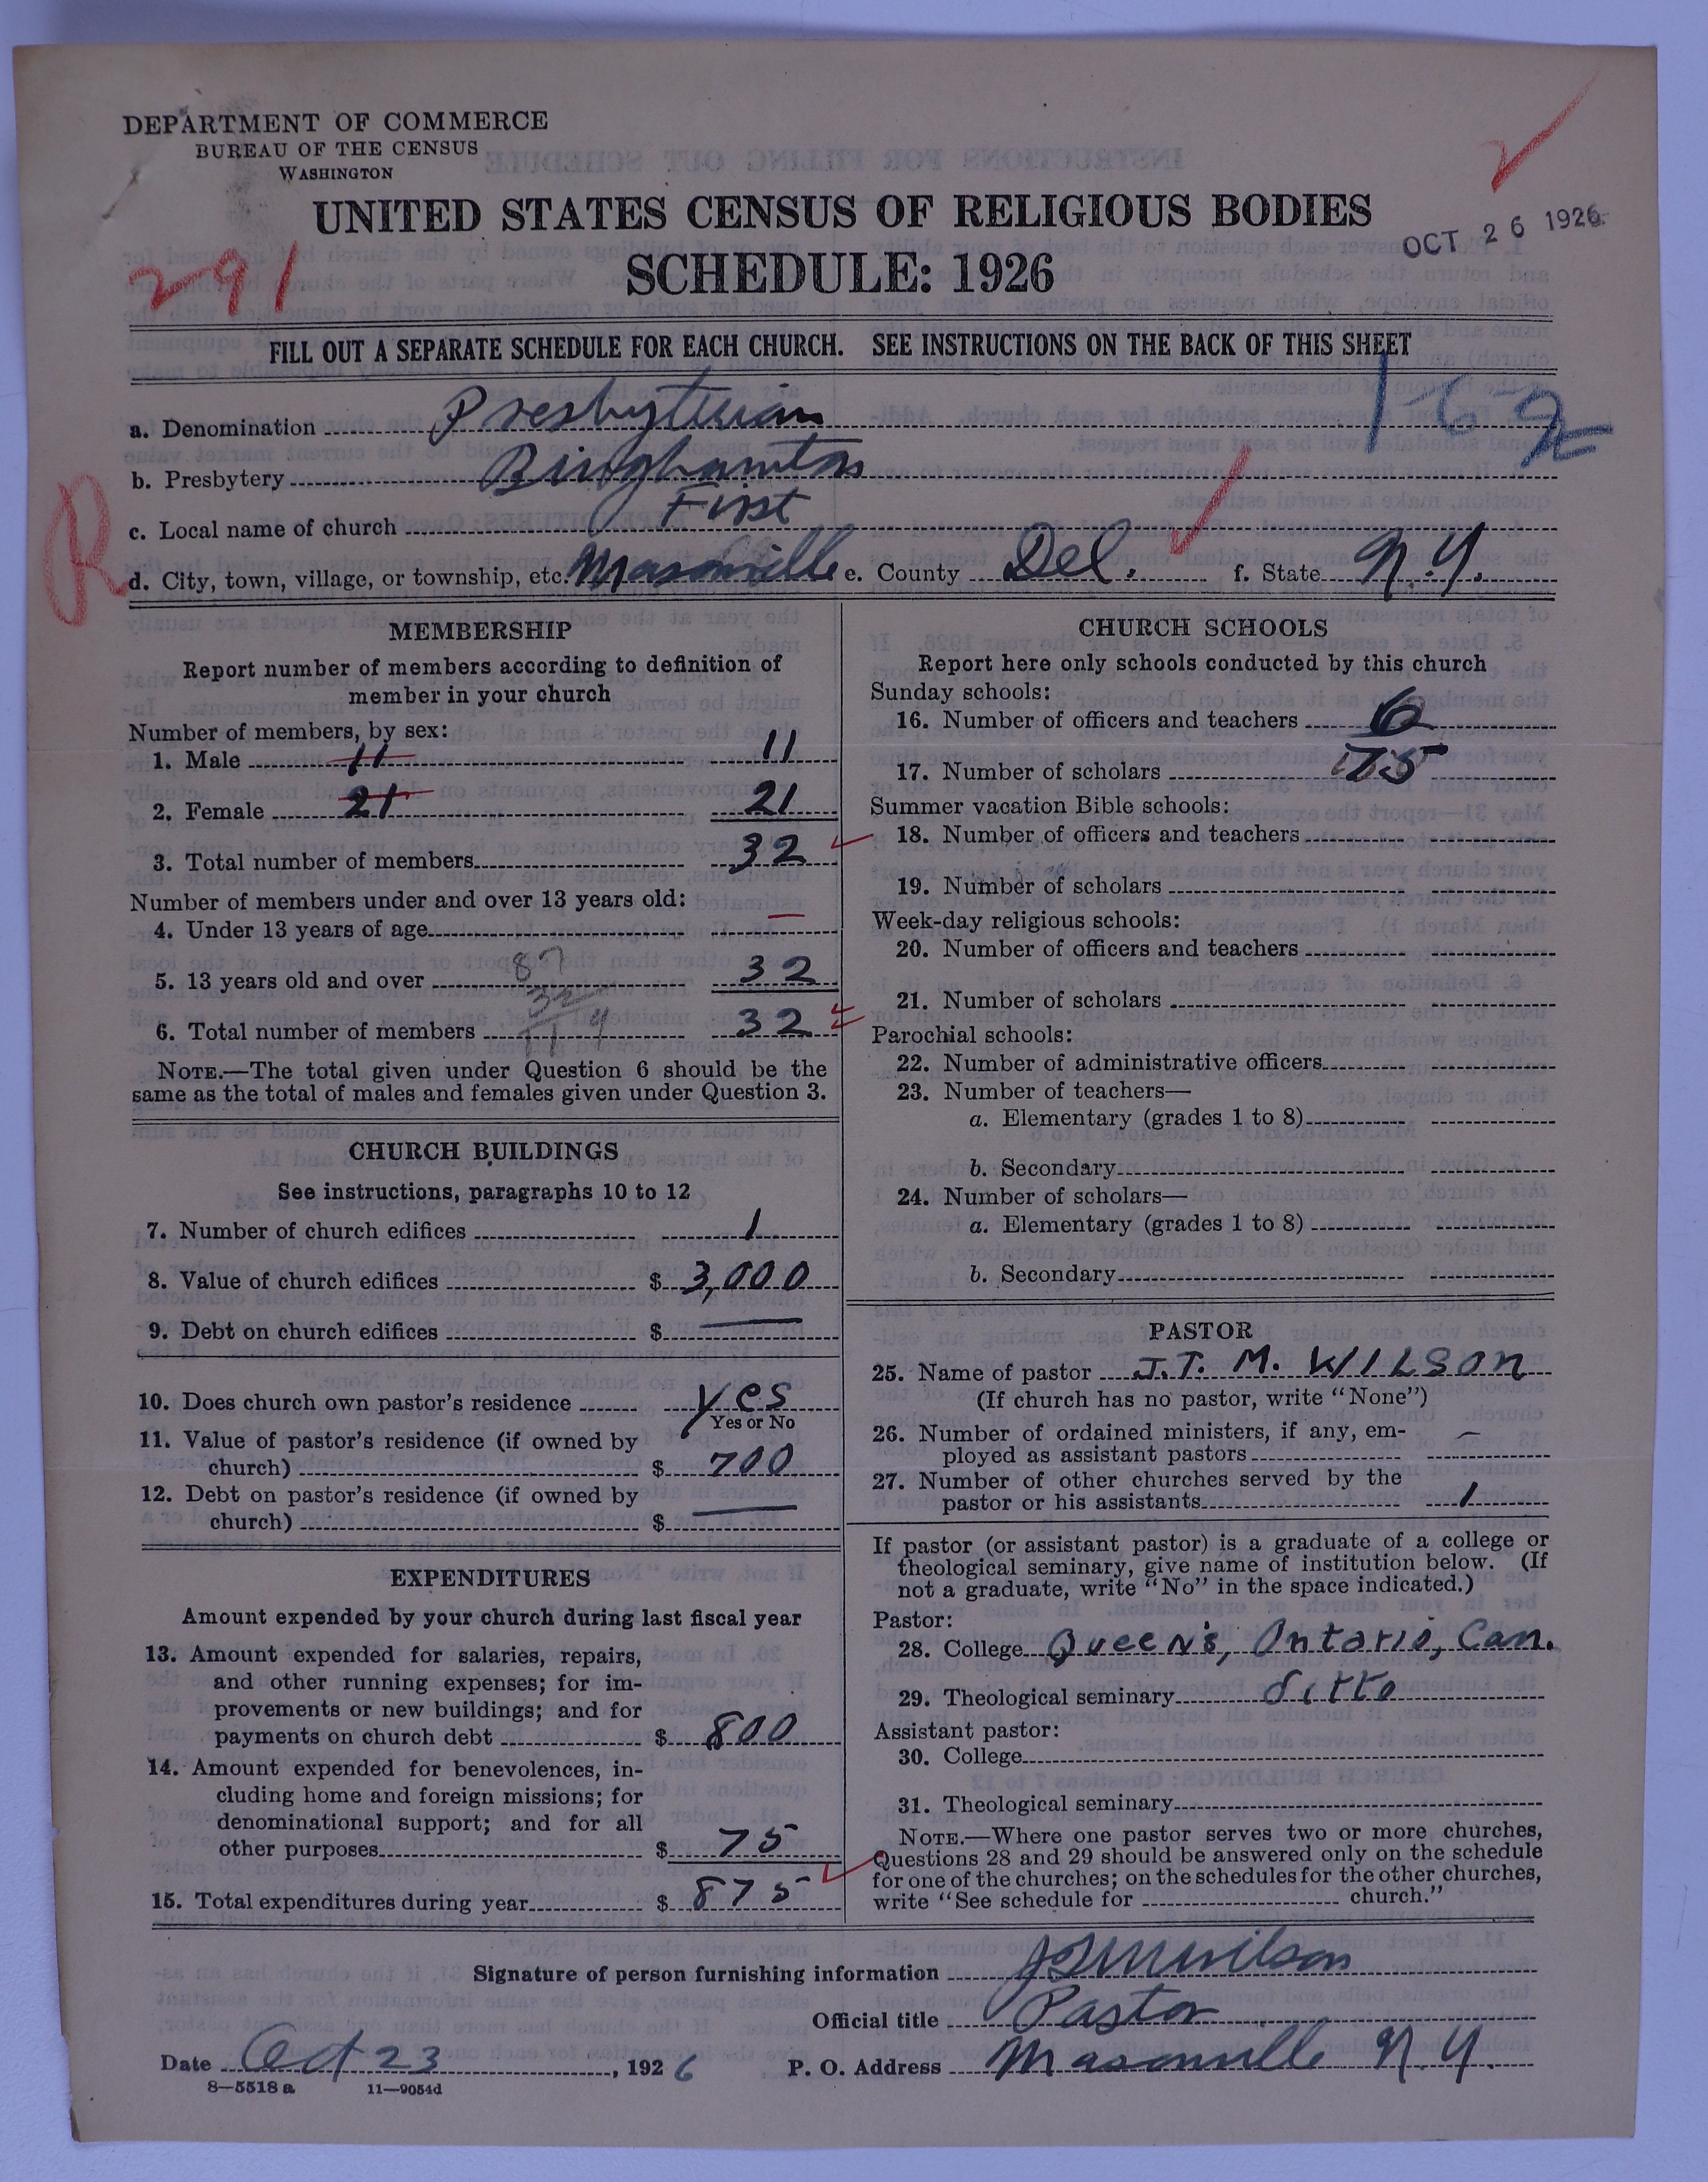 DEPARTMENT OF COMMERCE
BUREAU OF THE CENSUS
WASHINGTON
UNITED STATES CENSUS OF RELIGIOUS BODIES
OCT 26 1926
291
SCHEDULE: 1926
FILL OUT A SEPARATE SCHEDULE FOR EACH CHURCH. SEE INSTRUCTIONS ON THE BACK OF THIS SHEET
162
a. Denomination Presbyterian
b. Presbytery Binghamton
R
c. Local name of church First
d. City, town, village, or township, etc. Masonville e. County Del. f. State N.Y.
MEMBERSHIP
Report number of members according to definition of
member in your church
Number of members, by sex:
1. Male 11 11
2. Female 21 21
3. Total number of members 32
Number of members under and over 13 years old:
4. Under 13 years of age —
5. 13 years old and over 87 32
6. Total number of members 32
NOTE.—The total given under Question 6 should be the
same as the total of males and females given under Question 3.
CHURCH BUILDINGS
See instructions, paragraphs 10 to 12
7. Number of church edifices 1
8. Value of church edifices $ 3,000
9. Debt on church edifices $ —
10. Does church own pastor's residence yes
Yes or No
11. Value of pastor's residence (if owned by
church) $ 700
12. Debt on pastor's residence (if owned by
church) $ —
EXPENDITURES
Amount expended by your church during last fiscal year
13. Amount expended for salaries, repairs,
and other running expenses; for im-
provements or new buildings; and for
payments on church debt $ 800
14. Amount expended for benevolences, in-
cluding home and foreign missions; for
denominational support; and for all
other purposes $ 75
15. Total expenditures during year $ 875
CHURCH SCHOOLS
Report here only schools conducted by this church
Sunday schools:
16. Number of officers and teachers 6
17. Number of scholars 75
Summer vacation Bible schools:
18. Number of officers and teachers
19. Number of scholars
Week-day religious schools:
20. Number of officers and teachers
21. Number of scholars
Parochial schools:
22. Number of administrative officers
23. Number of teachers—
a. Elementary (grades 1 to 8)
b. Secondary
24. Number of scholars—
a. Elementary (grades 1 to 8)
b. Secondary
PASTOR
25. Name of pastor J.T. M. WILSON
(If church has no pastor, write "None")
26. Number of ordained ministers, if any, em-
ployed as assistant pastors —
27. Number of other churches served by the
pastor or his assistants 1
If pastor (or assistant pastor) is a graduate of a college or
theological seminary, give name of institution below. (If
not a graduate, write "No" in the space indicated.)
Pastor:
28. College Queen's, Ontario, Can.
29. Theological seminary ditto
Assistant pastor:
30. College
31. Theological seminary
NOTE.—Where one pastor serves two or more churches,
Questions 28 and 29 should be answered only on the schedule
for one of the churches; on the schedules for the other churches,
write "See schedule for church."
Signature of person furnishing information JTMWilson
Official title Pastor
Date Oct 23, 1926 P. O. Address Masonville N.Y.
8—5518 a 11—9054d